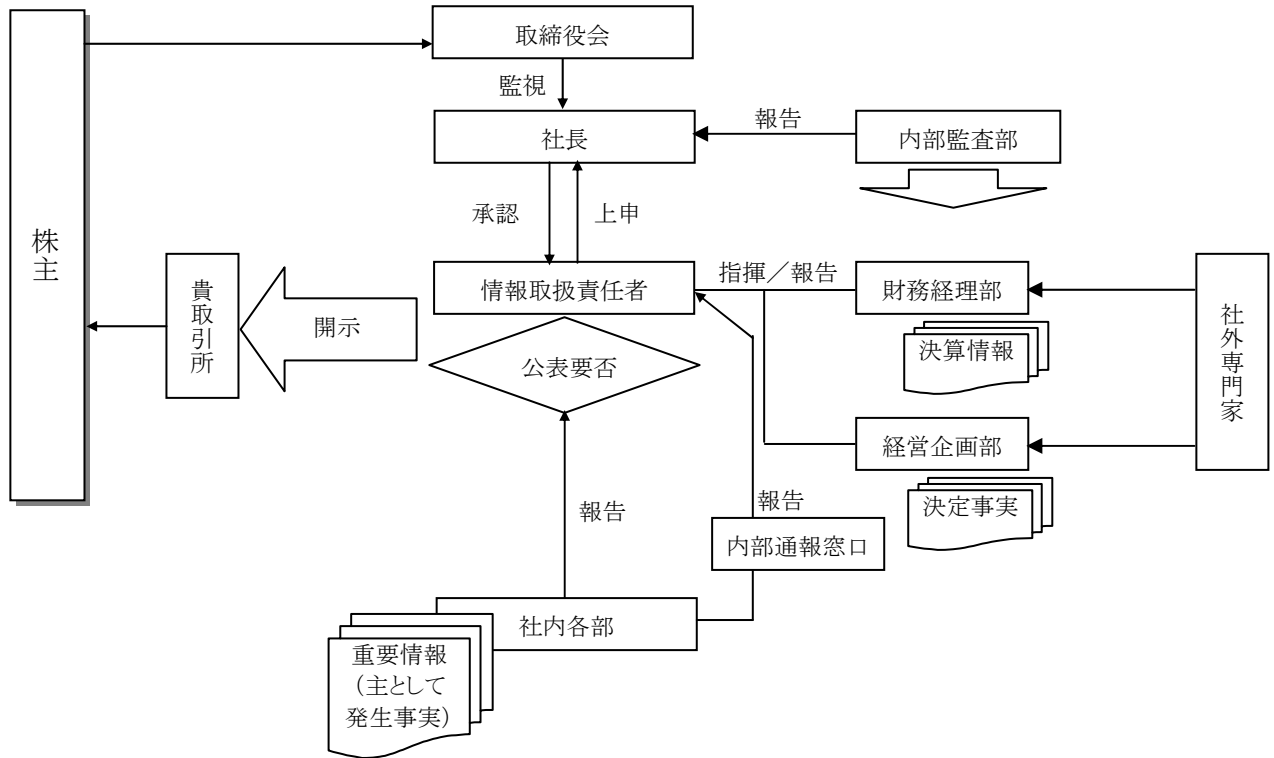 取締役会
監視
社長
報告
内部監査部
承認
上申
株主
貴取引所
開示
情報取扱責任者
指揮／報告
財務経理部
決算情報
社外専門家
公表要否
経営企画部
決定事実
報告
報告
内部通報窓口
社内各部
重要情報
（主として
発生事実）